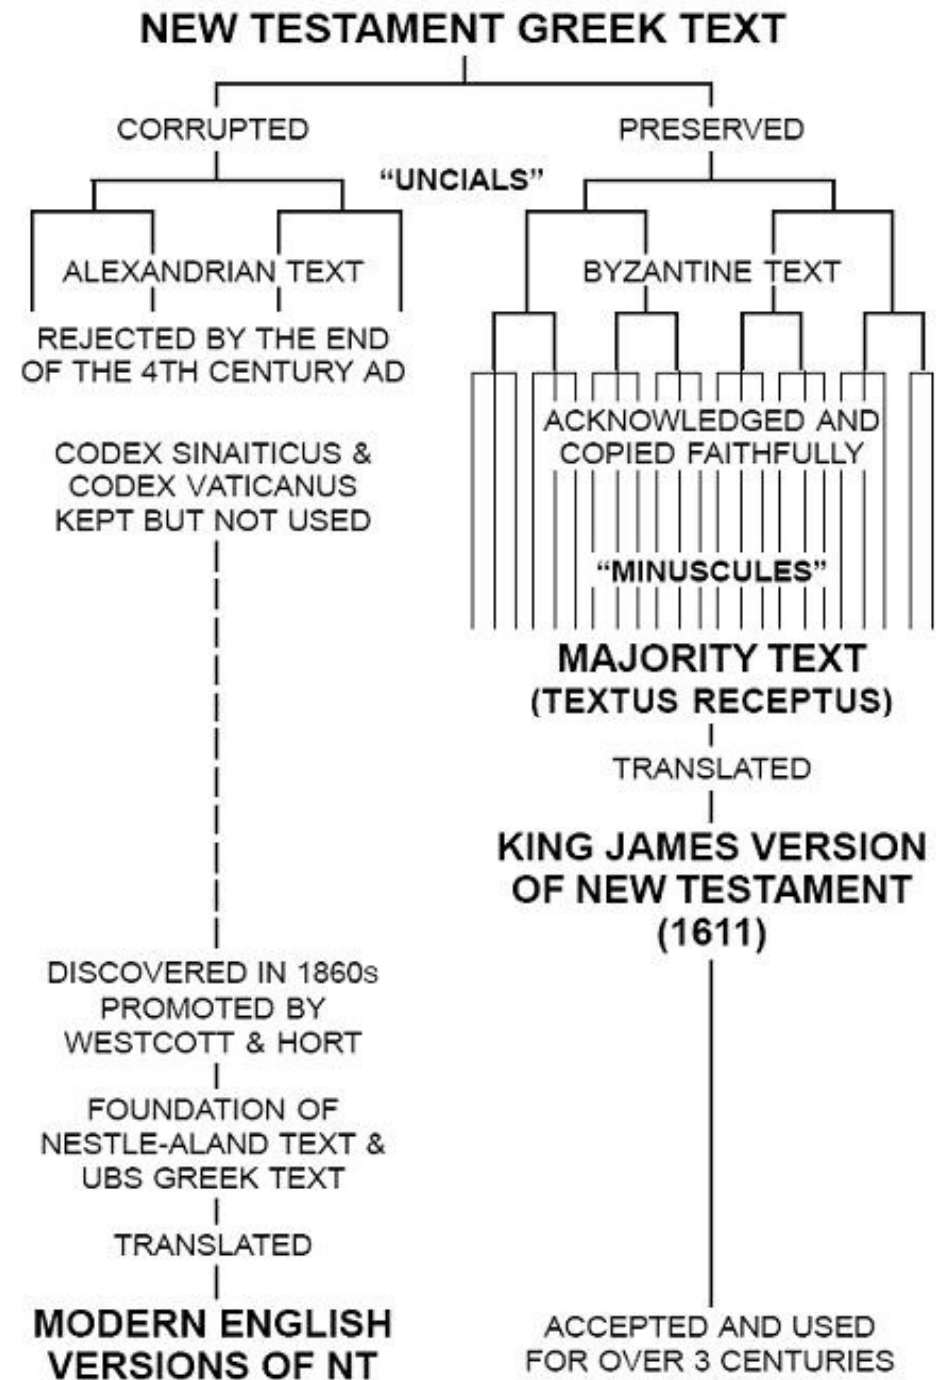 NEW TESTAMENT GREEK TEXT
CORRUPTED
PRESERVED
“UNCIALS”
ALEXANDRIAN TEXT
BYZANTINE TEXT
REJECTED BY THE END
OF THE 4TH CENTURY AD
ACKNOWLEDGED AND
COPIED FAITHFULLY
CODEX SINAITICUS &
CODEX VATICANUS
KEPT BUT NOT USED
“MINUSCULES”
MAJORITY TEXT
(TEXTUS RECEPTUS)
TRANSLATED
KING JAMES VERSION
OF NEW TESTAMENT
(1611)
DISCOVERED IN 1860s
PROMOTED BY
WESTCOTT & HORT
FOUNDATION OF
NESTLE-ALAND TEXT &
UBS GREEK TEXT
TRANSLATED
MODERN ENGLISH
VERSIONS OF NT
ACCEPTED AND USED
FOR OVER 3 CENTURIES